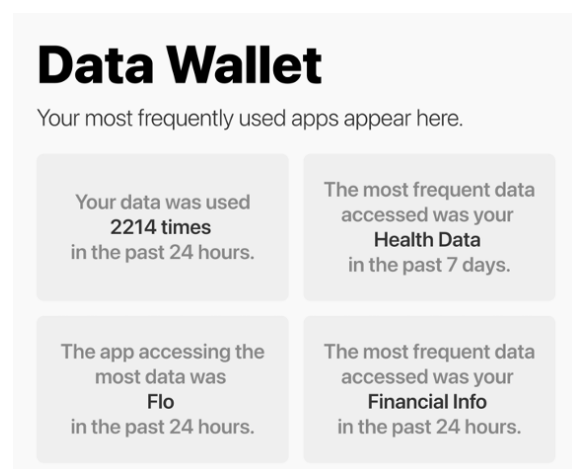 Data Wallet
Your most frequently used apps appear here.
Your data was used
2214 times
in the past 24 hours.
The most frequent data
accessed was your
Health Data
in the past 7 days.
The app accessing the
most data was
Flo
in the past 24 hours.
The most frequent data
accessed was your
Financial Info
in the past 24 hours.